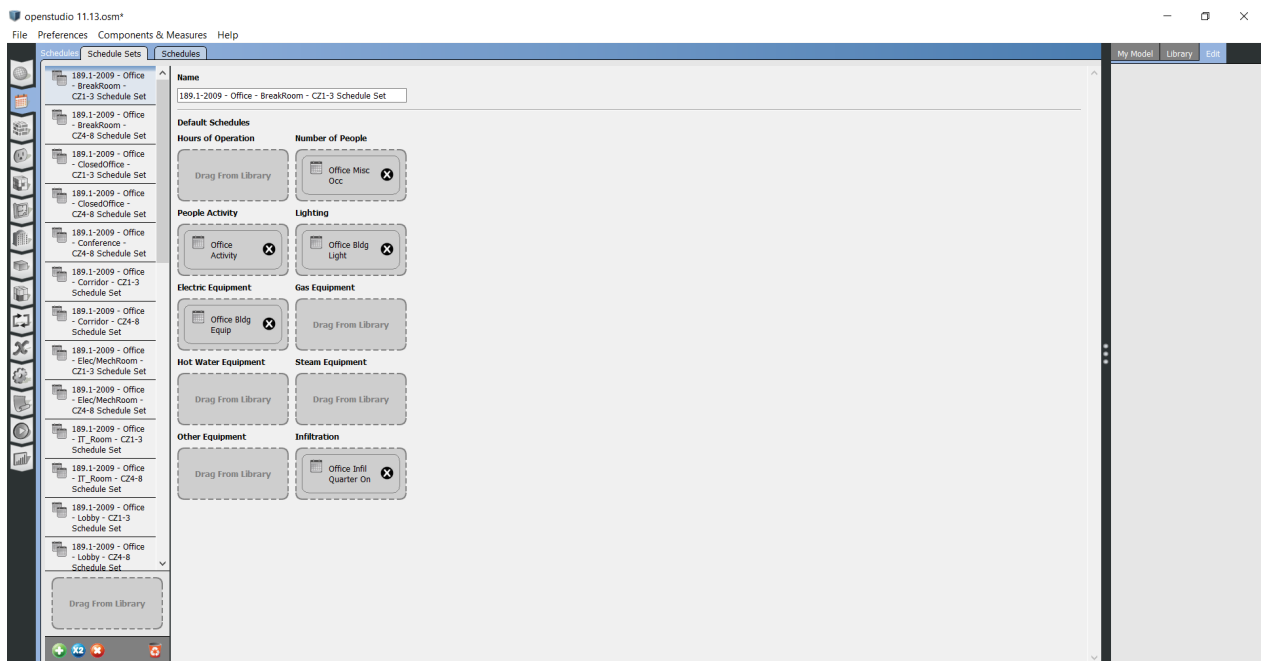 openstudio 11.13.osm*
File Preferences Components & Measures Help
Schedules Schedule Sets Schedules
My Model Library Edit
189.1-2009 - Office
- BreakRoom -
CZ1-3 Schedule Set
189.1-2009 - Office
- BreakRoom -
CZ4-8 Schedule Set
189.1-2009 - Office
- ClosedOffice -
CZ1-3 Schedule Set
189.1-2009 - Office
- ClosedOffice -
CZ4-8 Schedule Set
189.1-2009 - Office
- Conference -
CZ4-8 Schedule Set
189.1-2009 - Office
- Corridor - CZ1-3
Schedule Set
189.1-2009 - Office
- Corridor - CZ4-8
Schedule Set
189.1-2009 - Office
- Elec/MechRoom -
CZ1-3 Schedule Set
189.1-2009 - Office
- Elec/MechRoom -
CZ4-8 Schedule Set
189.1-2009 - Office
- IT_Room - CZ1-3
Schedule Set
189.1-2009 - Office
- IT_Room - CZ4-8
Schedule Set
189.1-2009 - Office
- Lobby - CZ1-3
Schedule Set
189.1-2009 - Office
- Lobby - CZ4-8
Schedule Set
Drag From Library
X2
Name
189.1-2009 - Office - BreakRoom - CZ1-3 Schedule Set
Default Schedules
Hours of Operation Number of People
Drag From Library
Office Misc
Occ
People Activity Lighting
Office
Activity
Office Bldg
Light
Electric Equipment Gas Equipment
Office Bldg
Equip
Drag From Library
Hot Water Equipment Steam Equipment
Drag From Library Drag From Library
Other Equipment Infiltration
Drag From Library
Office Infil
Quarter On